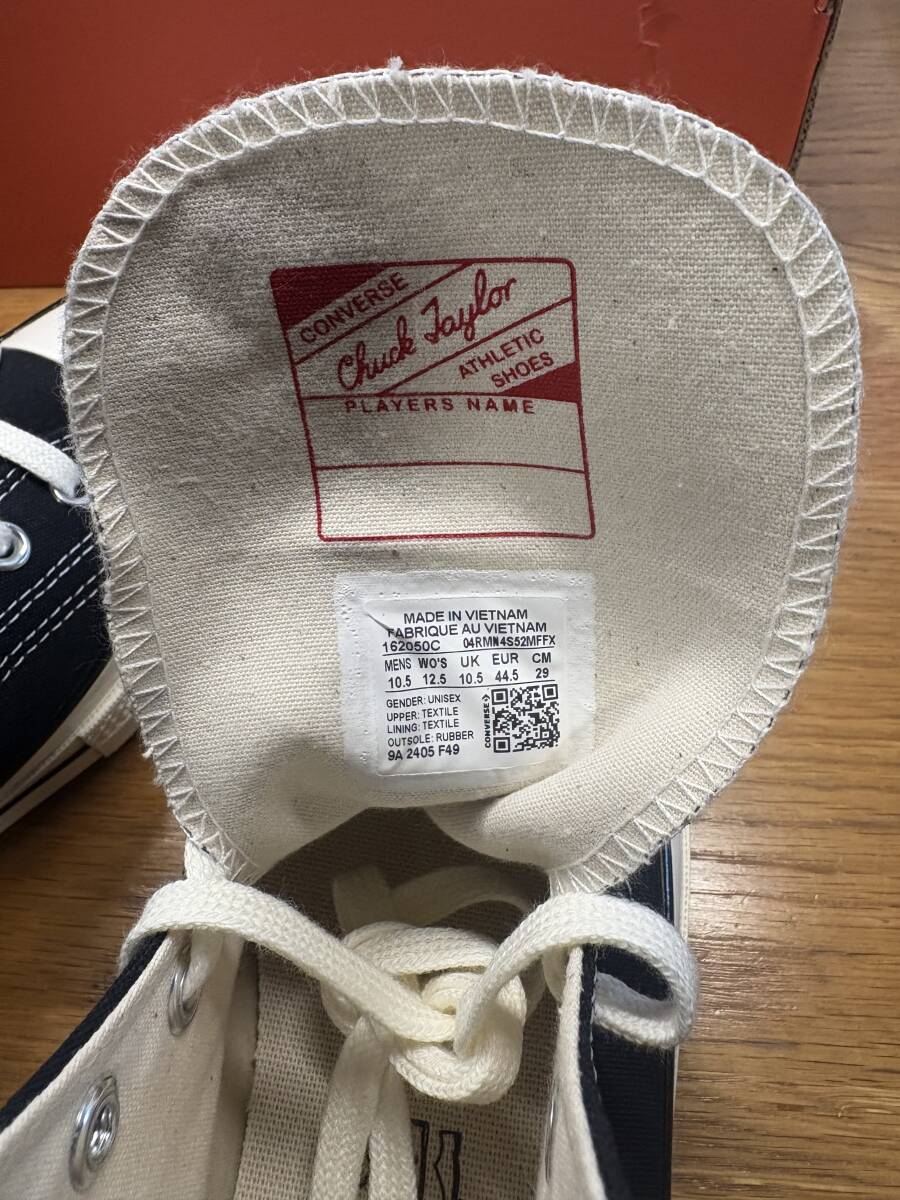 CONVERSE
Chuck Taylor
ATHLETIC
SHOES
PLAYERS NAME
MADE IN VIETNAM
FABRIQUE AU VIETNAM
162050C 04RMN4S52MFFX
MENS WO'S UK EUR CM
10.5 12.5 10.5 44.5 29
GENDER: UNISEX
UPPER: TEXTILE
LINING: TEXTILE
OUTSOLE: RUBBER
9A 2405 F49
CONVERSE